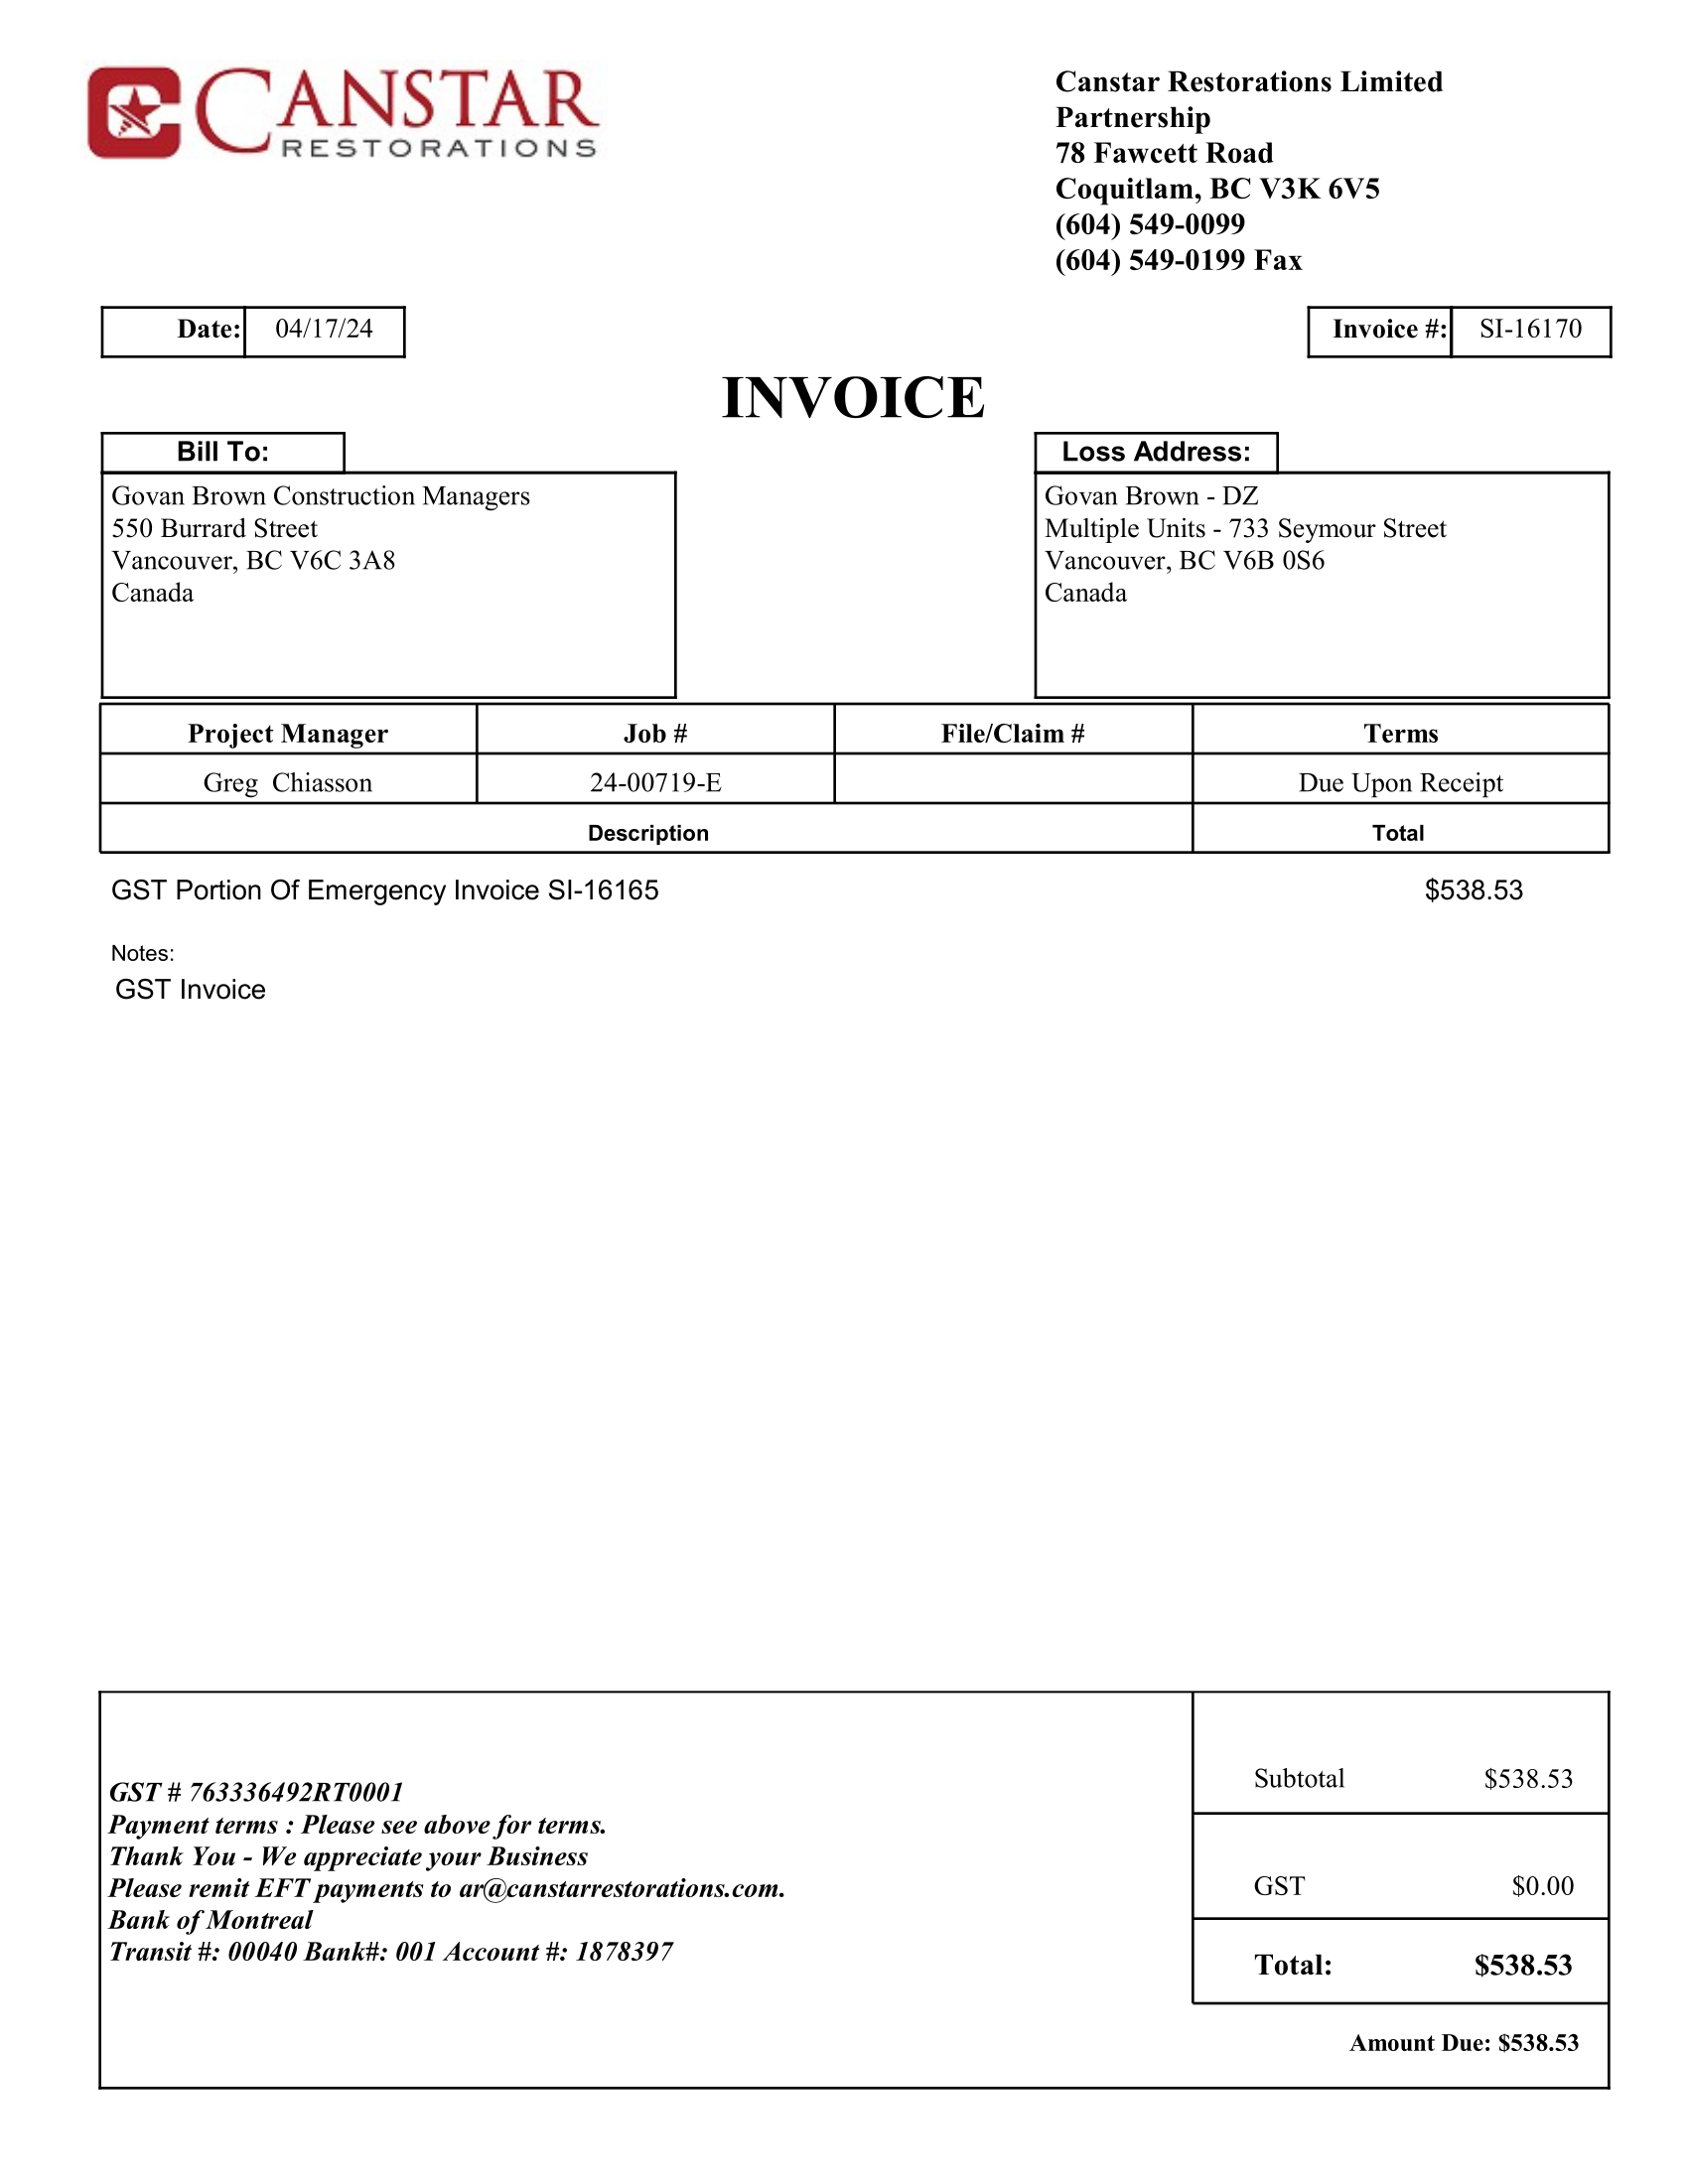 CANSTAR
RESTORATIONS
Canstar Restorations Limited
Partnership
78 Fawcett Road
Coquitlam, BC V3K 6V5
(604) 549-0099
(604) 549-0199 Fax
Date: 04/17/24
Invoice #: SI-16170
INVOICE
Bill To:
Govan Brown Construction Managers
550 Burrard Street
Vancouver, BC V6C 3A8
Canada
Loss Address:
Govan Brown - DZ
Multiple Units - 733 Seymour Street
Vancouver, BC V6B 0S6
Canada
Project Manager Job # File/Claim # Terms
Greg Chiasson 24-00719-E Due Upon Receipt
Description Total
GST Portion Of Emergency Invoice SI-16165 $538.53
Notes:
GST Invoice
GST # 763336492RT0001
Payment terms : Please see above for terms.
Thank You - We appreciate your Business
Please remit EFT payments to ar@canstarrestorations.com.
Bank of Montreal
Transit #: 00040 Bank#: 001 Account #: 1878397
Subtotal $538.53
GST $0.00
Total: $538.53
Amount Due: $538.53